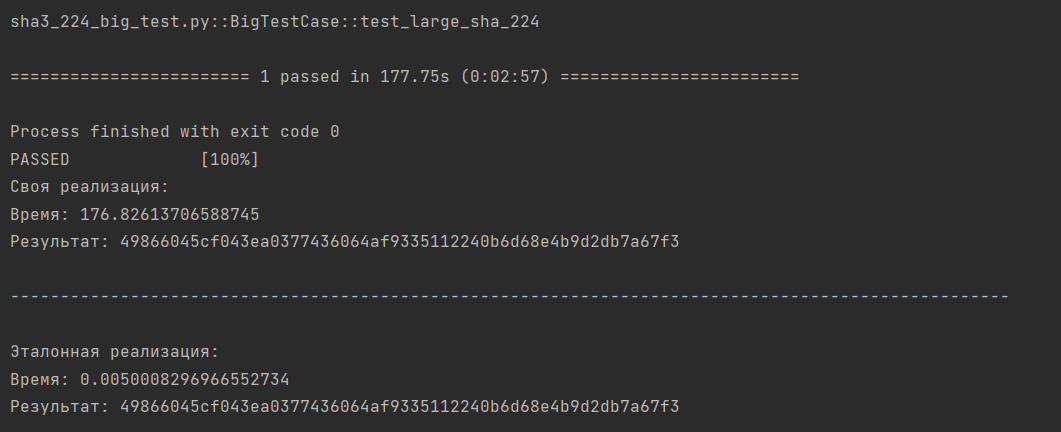 sha3_224_big_test.py::BigTestCase::test_large_sha_224
======================== 1 passed in 177.75s (0:02:57) ========================
Process finished with exit code 0
PASSED             [100%]
Своя реализация:
Время: 176.82613706588745
Результат: 49866045cf043ea0377436064af9335112240b6d68e4b9d2db7a67f3
----------------------------------------------------------------------------------------------------
Эталонная реализация:
Время: 0.0050008296966552734
Результат: 49866045cf043ea0377436064af9335112240b6d68e4b9d2db7a67f3